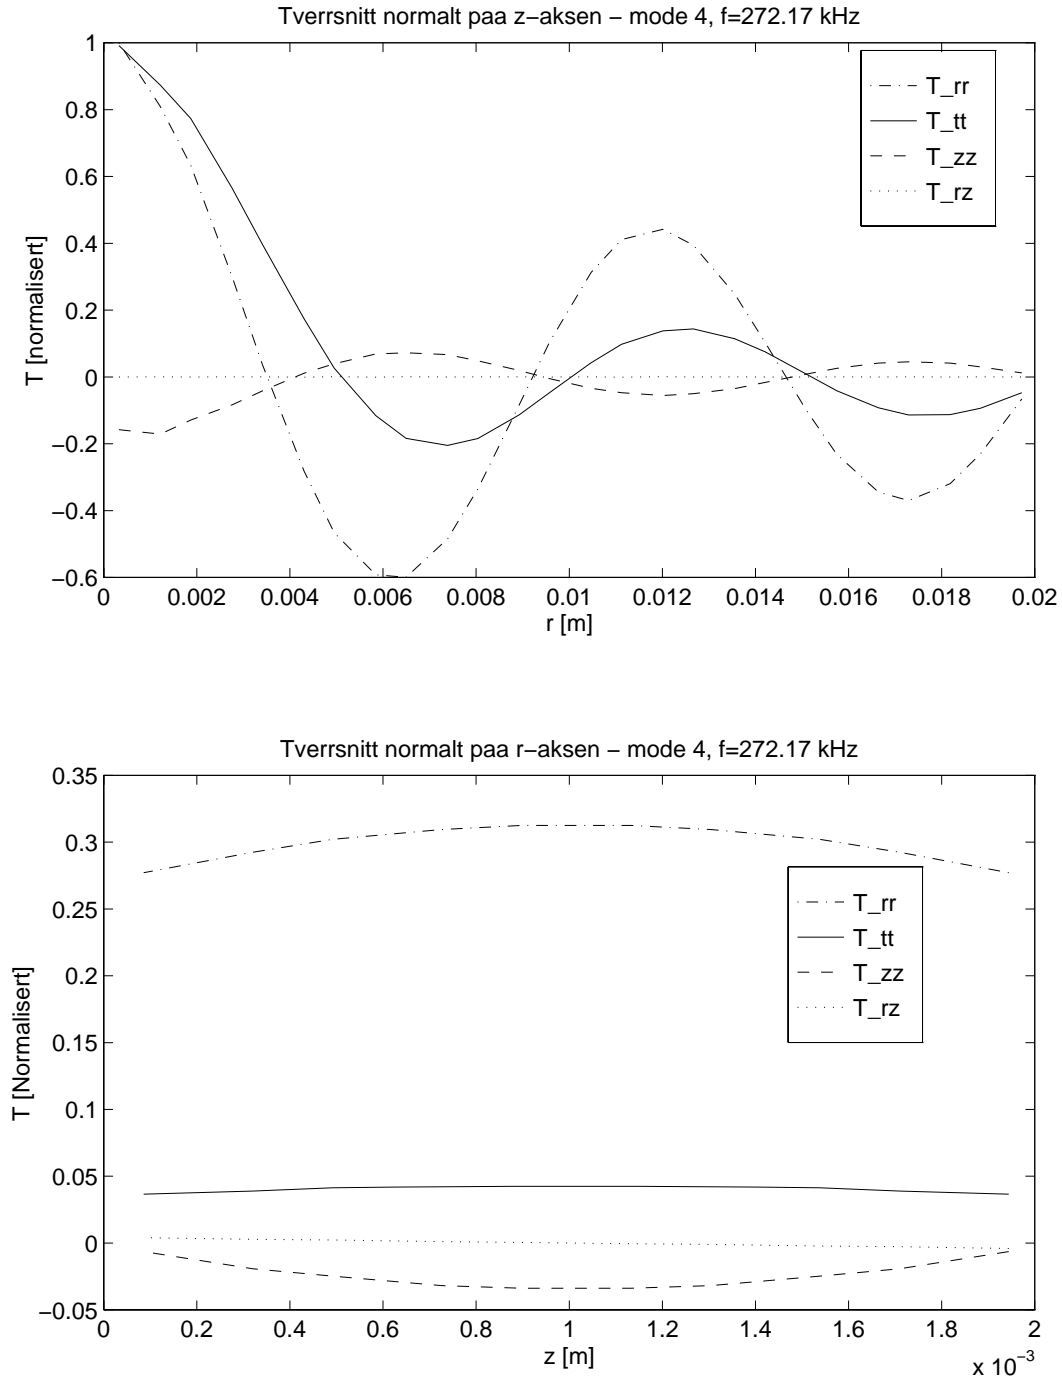 Tverrsnitt normalt paa z−aksen − mode 4, f=272.17 kHz
T [normalisert]
1
0.8
0.6
0.4
0.2
0
−0.2
−0.4
−0.6
T_rr
T_tt
T_zz
T_rz
0 0.002 0.004 0.006 0.008 0.01 0.012 0.014 0.016 0.018 0.02
r [m]
Tverrsnitt normalt paa r−aksen − mode 4, f=272.17 kHz
T [Normalisert]
0.35
0.3
0.25
0.2
0.15
0.1
0.05
0
−0.05
T_rr
T_tt
T_zz
T_rz
0 0.2 0.4 0.6 0.8 1 1.2 1.4 1.6 1.8 2
z [m]
x 10⁻³